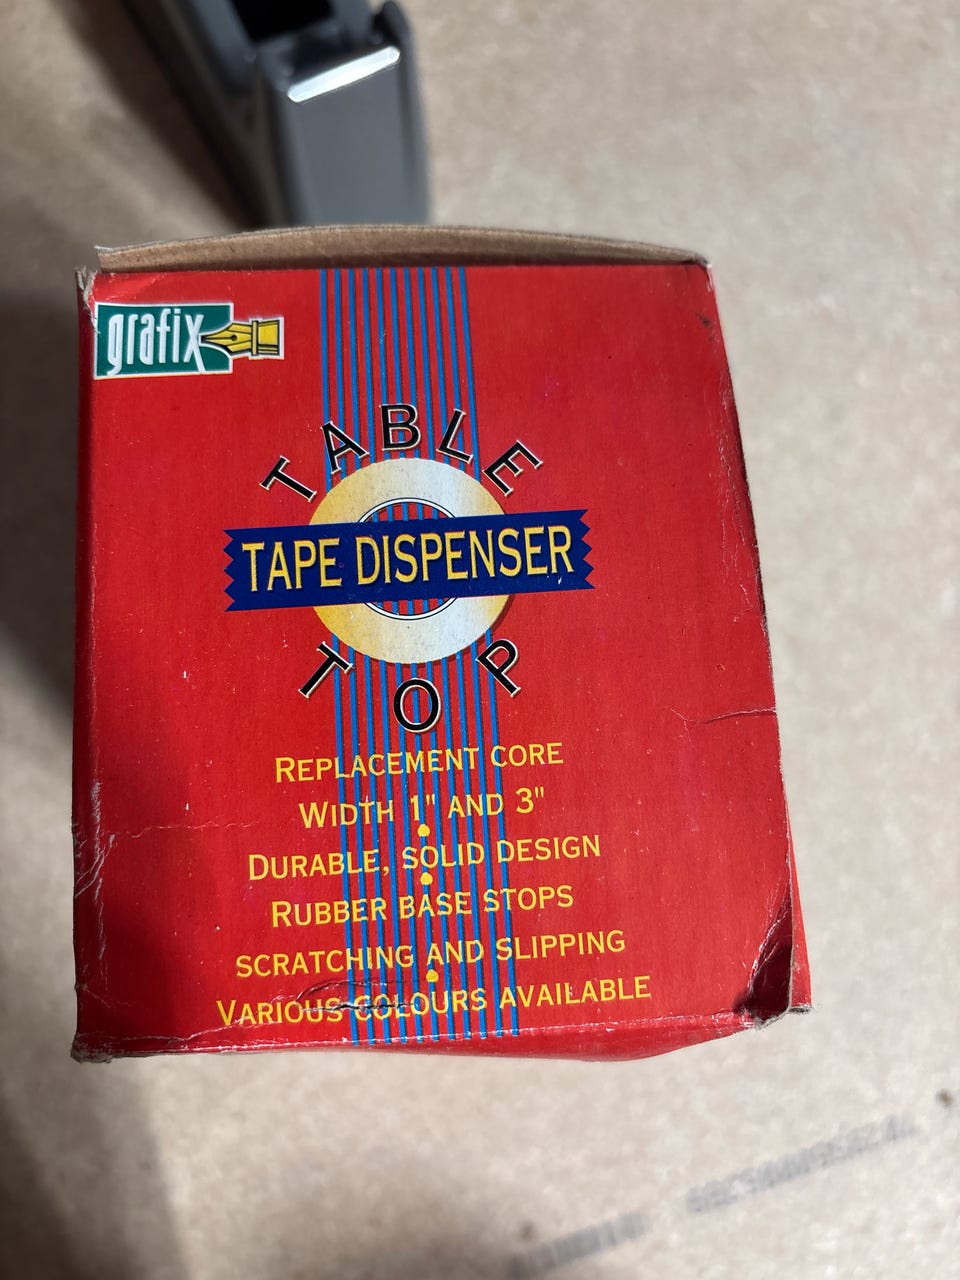 grafix
TABLE
TAPE DISPENSER
TOP
REPLACEMENT CORE
WIDTH 1" AND 3"
DURABLE, SOLID DESIGN
RUBBER BASE STOPS
SCRATCHING AND SLIPPING
VARIOUS COLOURS AVAILABLE